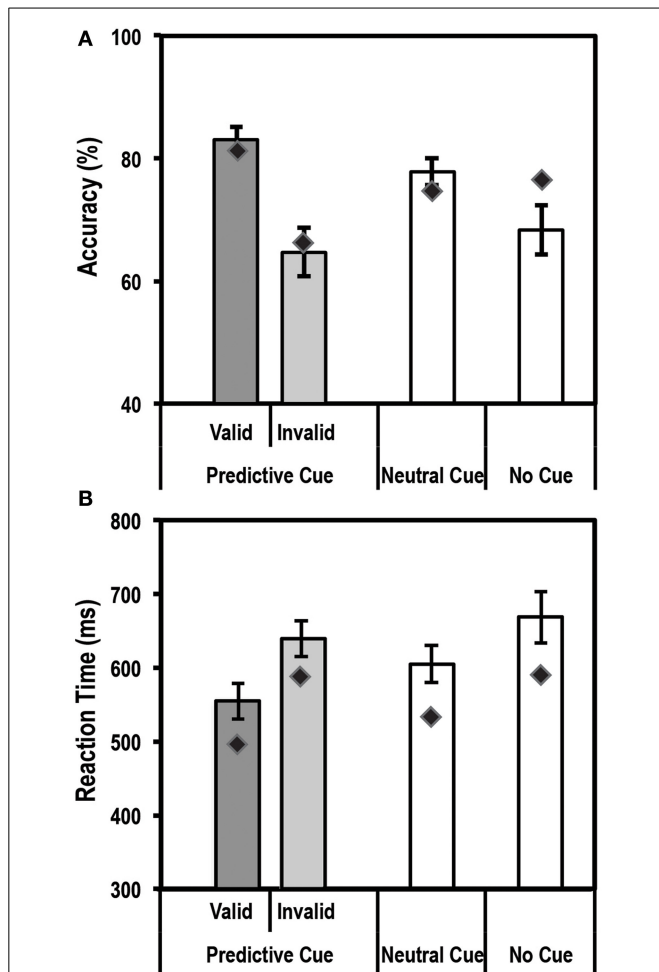 A
100
80
60
40
Accuracy (%)
Valid Invalid
Predictive Cue Neutral Cue No Cue
B
800
700
600
500
400
300
Reaction Time (ms)
Valid Invalid
Predictive Cue Neutral Cue No Cue